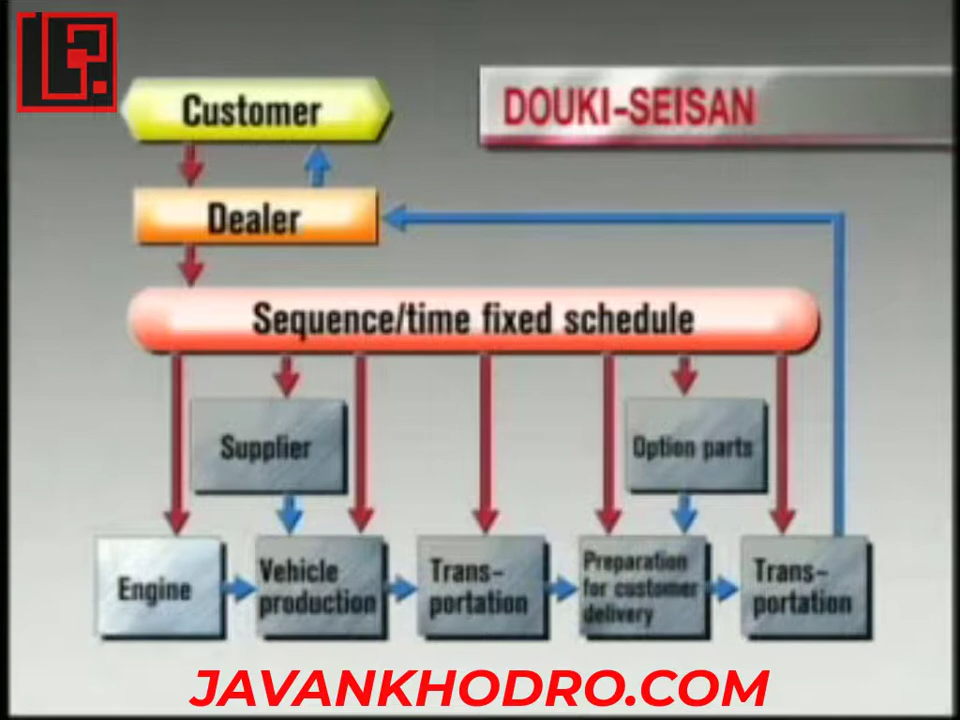 Customer
DOUKI-SEISAN
Dealer
Sequence/time fixed schedule
Supplier
Option parts
Engine
Vehicle
production
Trans-
portation
Preparation
for customer
delivery
Trans-
portation
JAVANKHODRO.COM